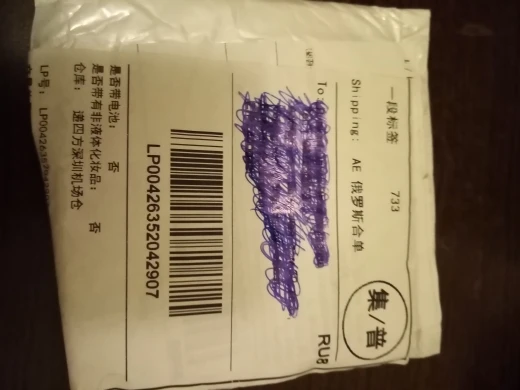 一段标签 733
Shipping: AE 俄罗斯合单
集/普
To
RUS
LP00426352042907
是否带电池: 否
是否带有非液体化妆品: 否
仓库: 递四方深圳机场仓
LP号: LP00426352042907